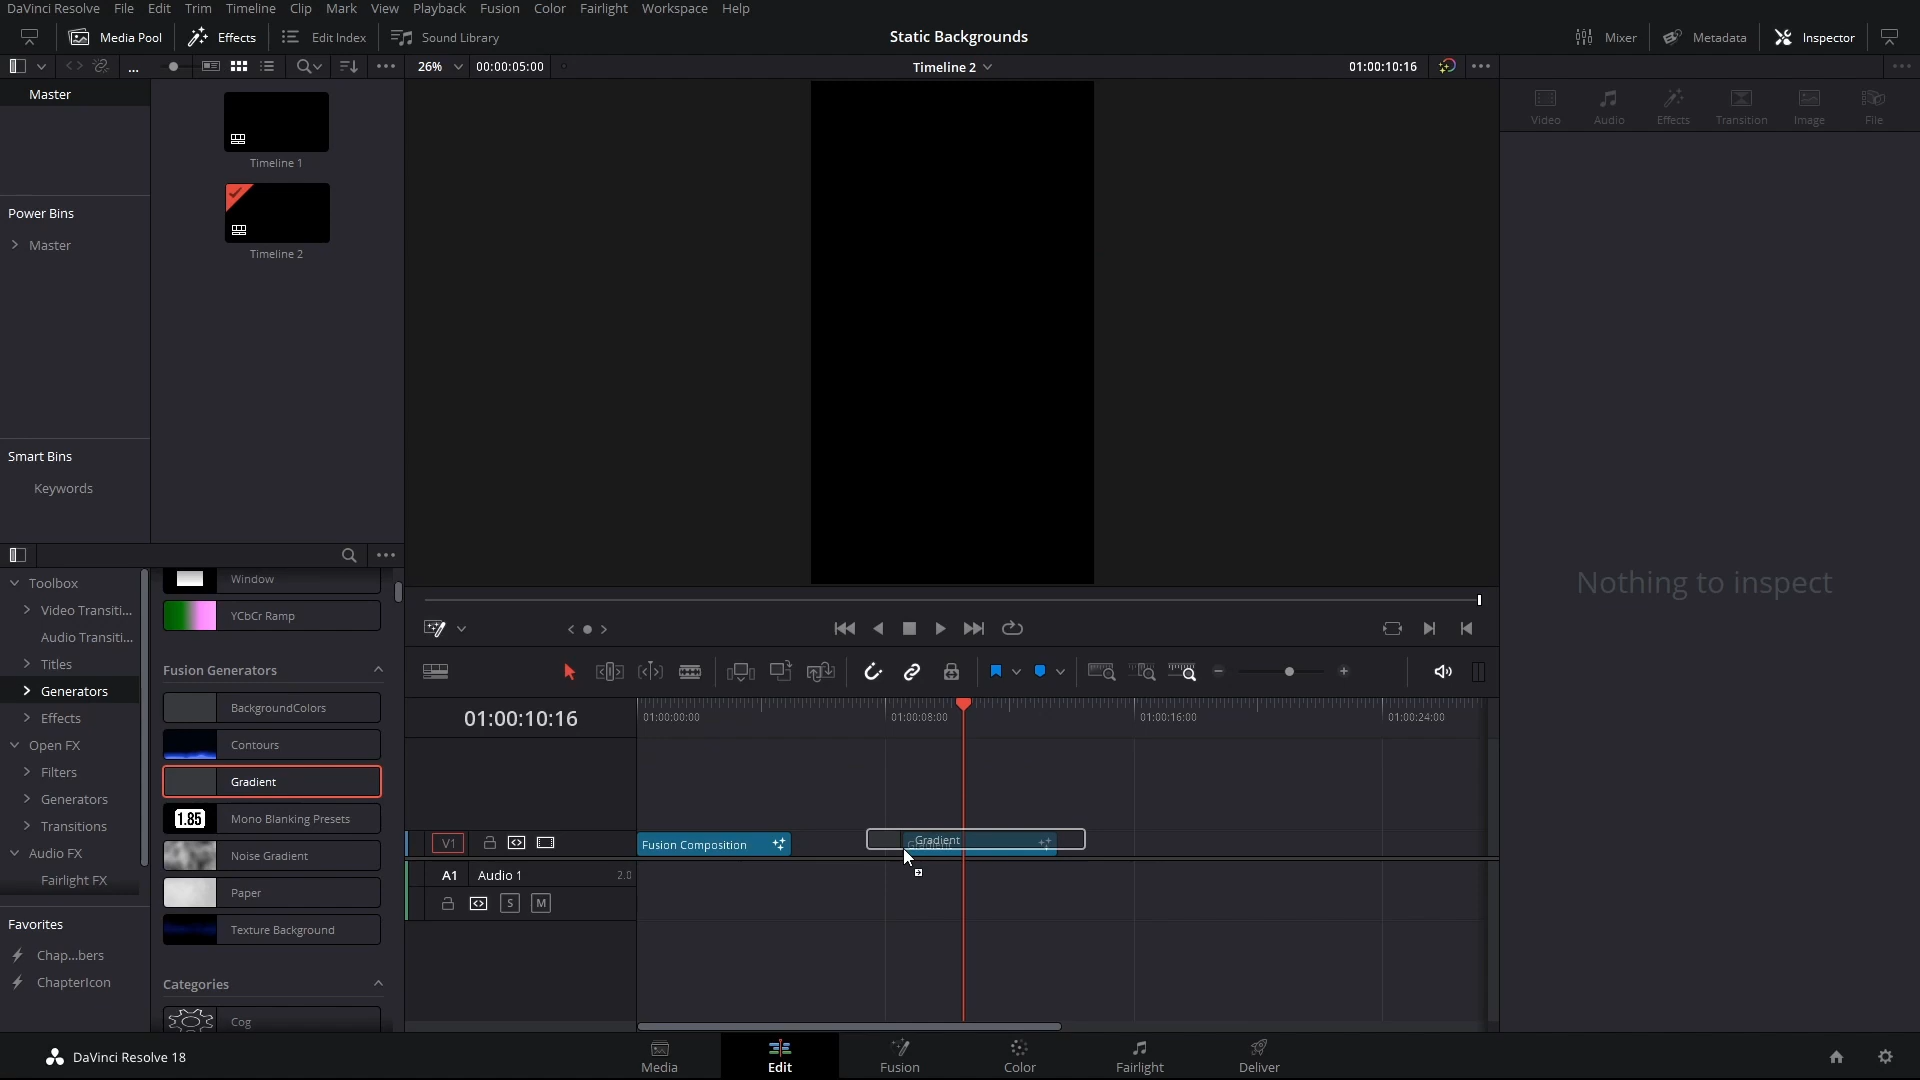 DaVinci Resolve File Edit Trim Timeline Clip Mark View Playback Fusion Color Fairlight Workspace Help
Media Pool Effects Edit Index Sound Library Static Backgrounds Mixer Metadata Inspector
... 26% 00:00:05:00 Timeline 2 01:00:10:16
Master
Timeline 1
Timeline 2
Power Bins
Master
Smart Bins
Keywords
Video Audio Effects Transition Image File
Nothing to inspect
Toolbox
Video Transiti...
Audio Transiti...
Titles
Generators
Effects
Open FX
Filters
Generators
Transitions
Audio FX
Fairlight FX
Favorites
Chap...bers
ChapterIcon
Window
YCbCr Ramp
Fusion Generators
BackgroundColors
Contours
Gradient
1.85 Mono Blanking Presets
Noise Gradient
Paper
Texture Background
Categories
Cog
01:00:10:16
01:00:00:00 01:00:08:00 01:00:16:00 01:00:24:00
V1 Fusion Composition Gradient
A1 Audio 1 2.0
S M
DaVinci Resolve 18
Media Edit Fusion Color Fairlight Deliver